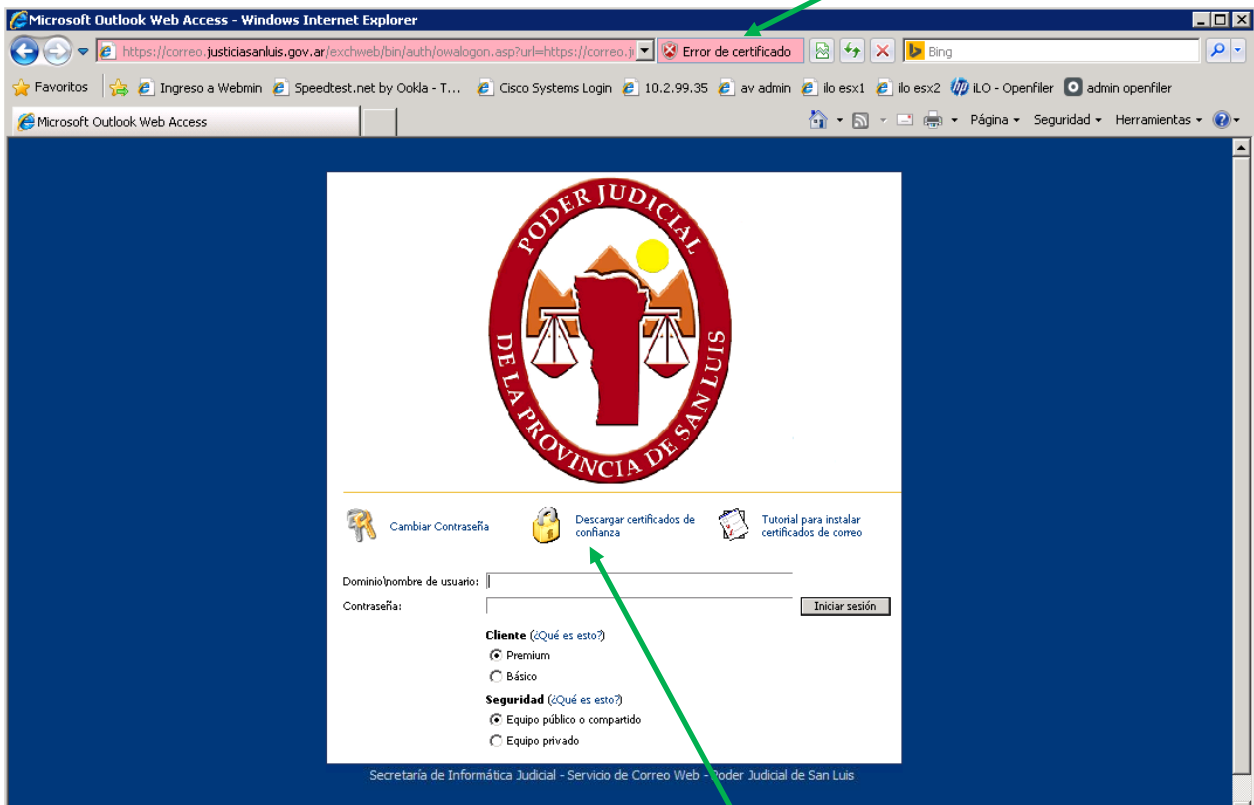 Microsoft Outlook Web Access - Windows Internet Explorer
https://correo.justiciasanluis.gov.ar/exchweb/bin/auth/owalogon.asp?url=https://correo.j Error de certificado Bing
Favoritos Ingreso a Webmin Speedtest.net by Ookla - T... Cisco Systems Login 10.2.99.35 av admin ilo esx1 ilo esx2 iLO - Openfiler admin openfiler
Microsoft Outlook Web Access Página Seguridad Herramientas
PODER JUDICIAL
DE LA PROVINCIA DE SAN LUIS
Cambiar Contraseña
Descargar certificados de
confianza
Tutorial para instalar
certificados de correo
Dominio\nombre de usuario:
Contraseña: Iniciar sesión
Cliente (¿Qué es esto?)
Premium
Básico
Seguridad (¿Qué es esto?)
Equipo público o compartido
Equipo privado
Secretaría de Informática Judicial - Servicio de Correo Web - Poder Judicial de San Luis